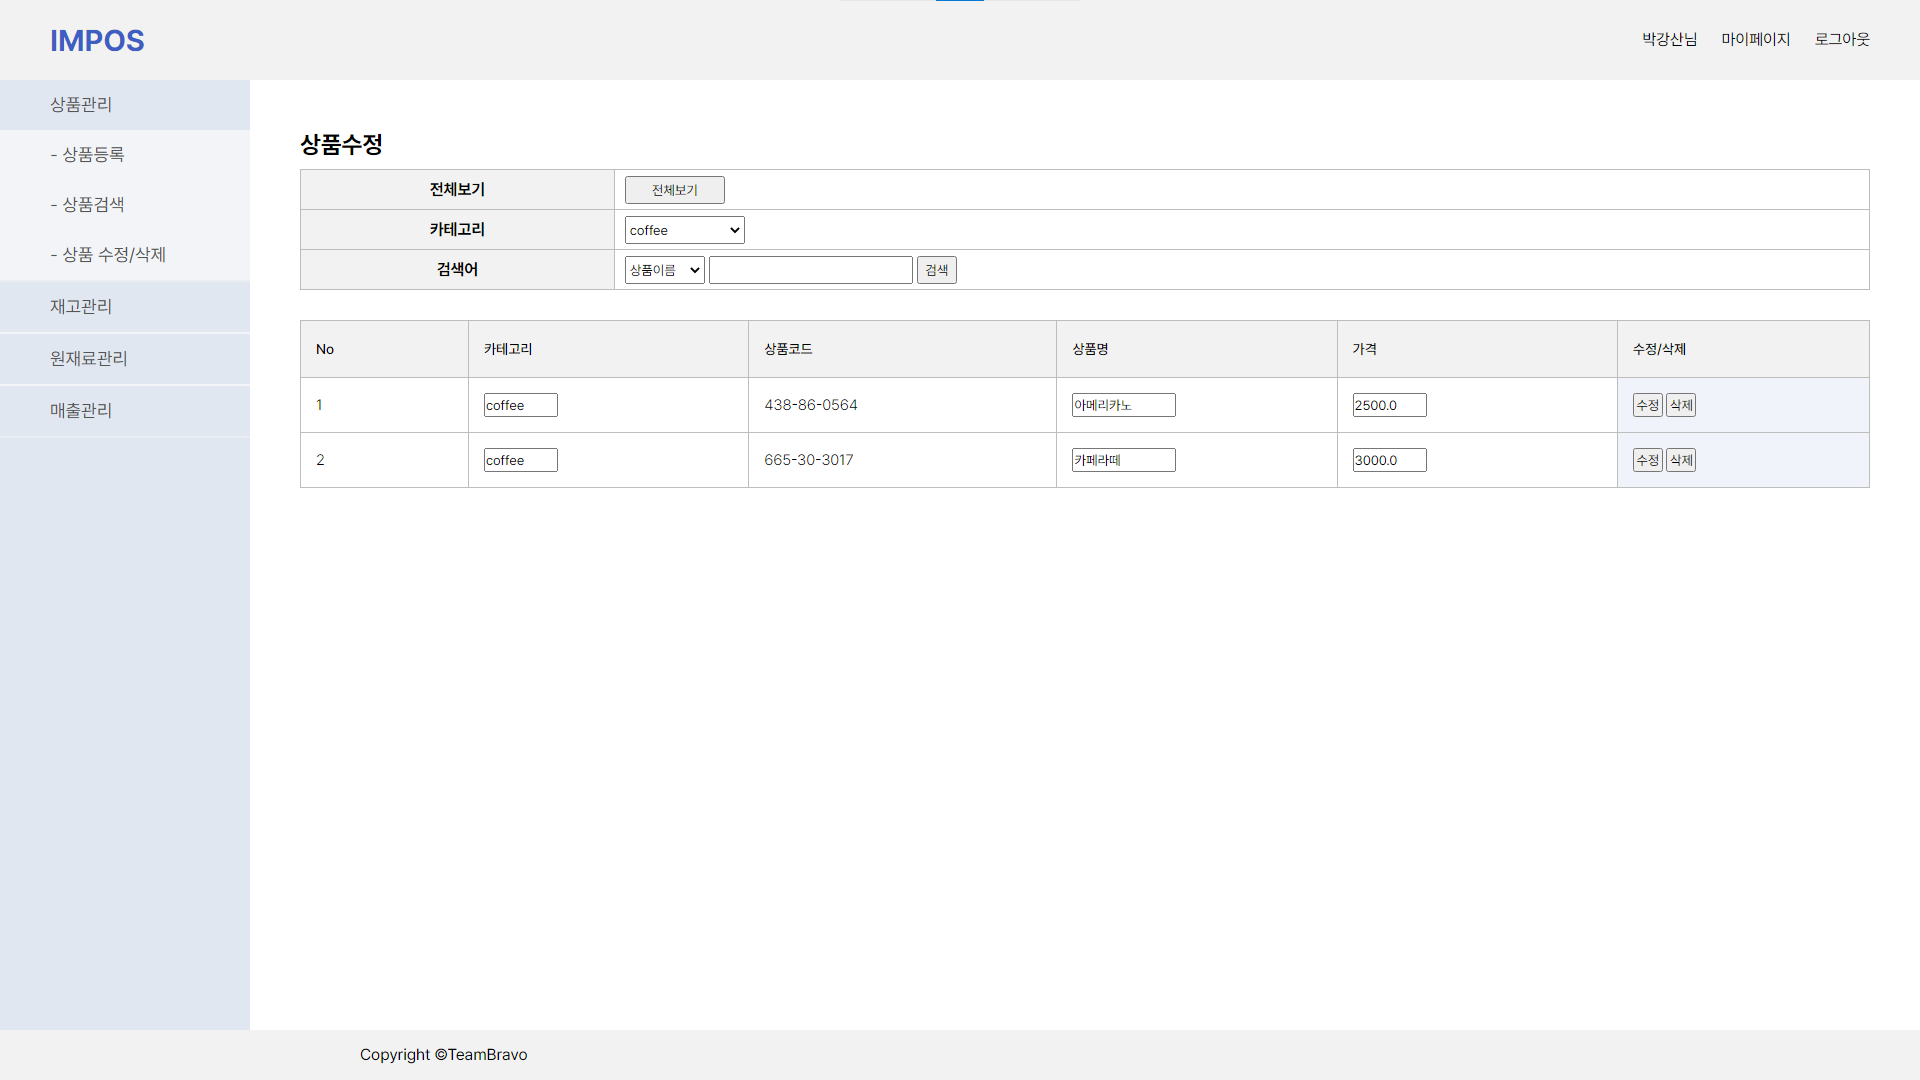 IMPOS
박강산님 마이페이지 로그아웃
상품관리
- 상품등록
- 상품검색
- 상품 수정/삭제
재고관리
원재료관리
매출관리
상품수정
전체보기 전체보기
카테고리 coffee
검색어 상품이름 검색
No 카테고리 상품코드 상품명 가격 수정/삭제
1 coffee 438-86-0564 아메리카노 2500.0 수정 삭제
2 coffee 665-30-3017 카페라떼 3000.0 수정 삭제
Copyright ©TeamBravo